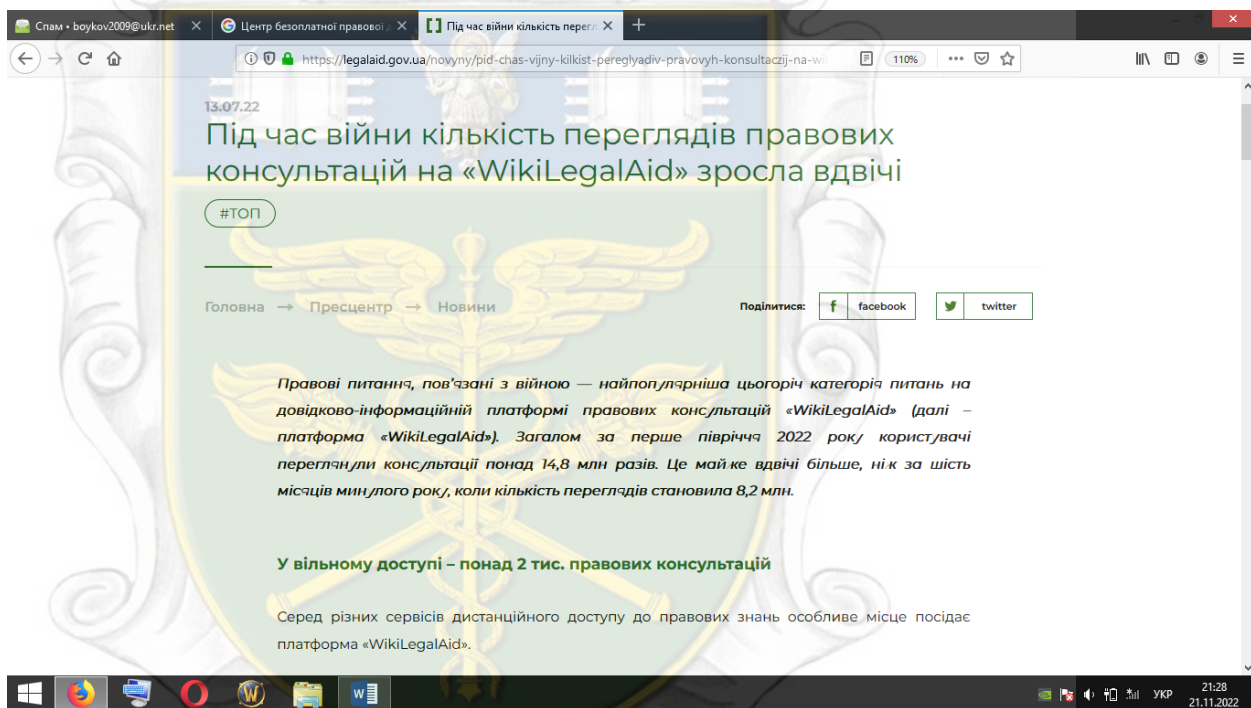 Спам • boykov2009@ukr.net
Центр безоплатної правової д
Під час війни кількість перегл
https://legalaid.gov.ua/novyny/pid-chas-vijny-kilkist-pereglyadiv-pravovyh-konsultaczij-na-wi
110%
13.07.22
Під час війни кількість переглядів правових
консультацій на «WikiLegalAid» зросла вдвічі
#ТОП
Головна → Пресцентр → Новини
Поділитися:
facebook
twitter
Правові питання, пов’язані з війною — найпопулярніша цьогоріч категорія питань на
довідково-інформаційній платформі правових консультацій «WikiLegalAid» (далі –
платформа «WikiLegalAid»). Загалом за перше півріччя 2022 року користувачі
переглянули консультації понад 14,8 млн разів. Це майже вдвічі більше, ніж за шість
місяців минулого року, коли кількість переглядів становила 8,2 млн.
У вільному доступі – понад 2 тис. правових консультацій
Серед різних сервісів дистанційного доступу до правових знань особливе місце посідає
платформа «WikiLegalAid».
УКР
21:28
21.11.2022